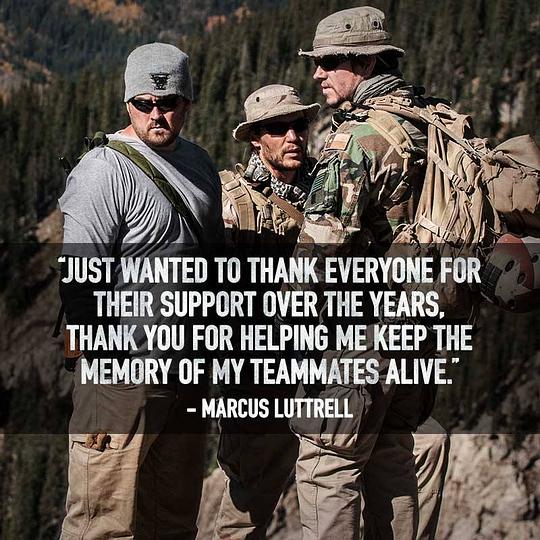 “JUST WANTED TO THANK EVERYONE FOR
THEIR SUPPORT OVER THE YEARS,
THANK YOU FOR HELPING ME KEEP THE
MEMORY OF MY TEAMMATES ALIVE.”
– MARCUS LUTTRELL